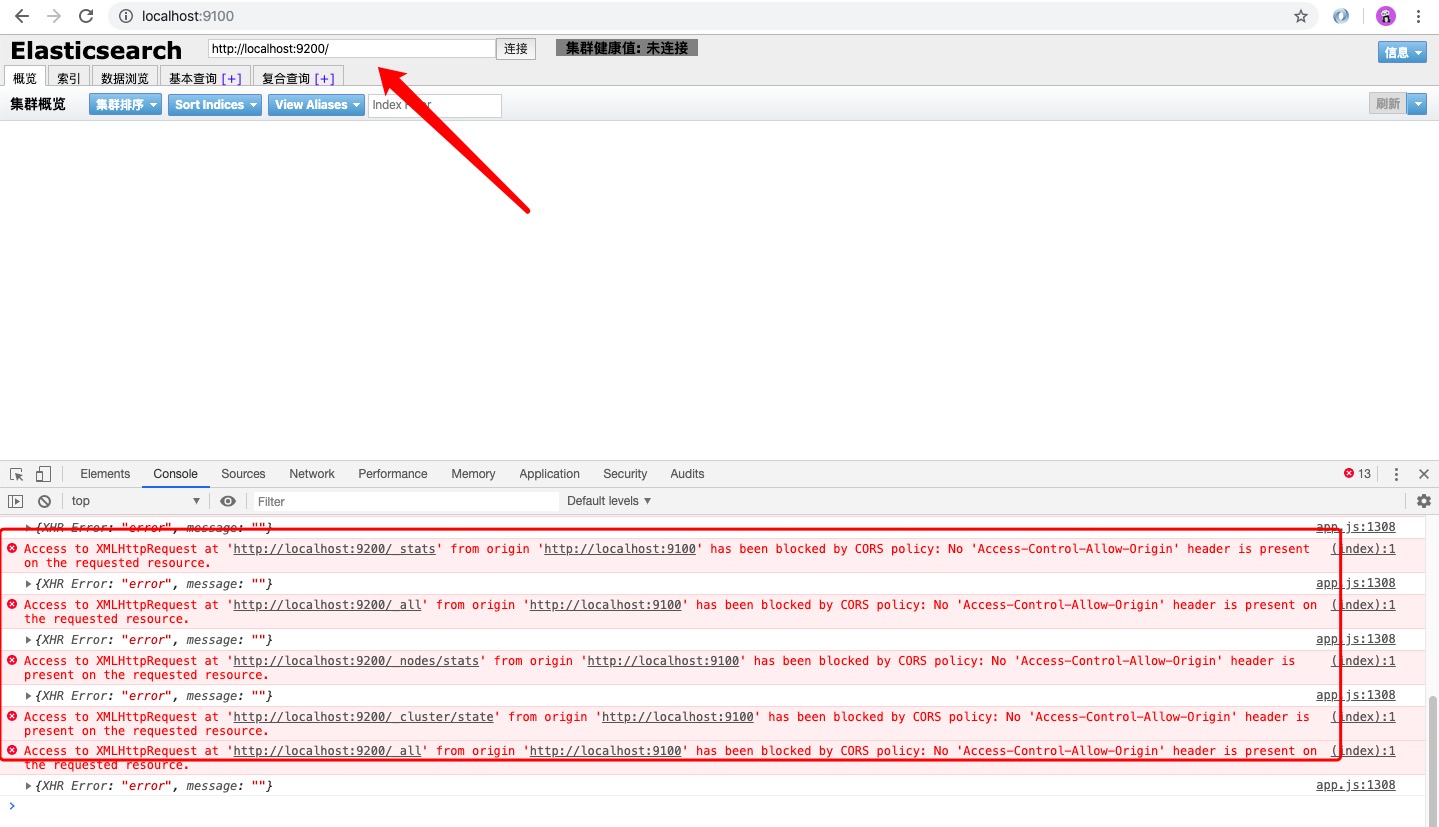 localhost:9100
Elasticsearch http://localhost:9200/ 连接 集群健康值: 未连接 信息
概览 索引 数据浏览 基本查询 [+] 复合查询 [+]
集群概览 集群排序 Sort Indices View Aliases Index 刷新
Elements Console Sources Network Performance Memory Application Security Audits 13
top Filter Default levels
{XHR Error: "error", message: ""} app.js:1308
Access to XMLHttpRequest at 'http://localhost:9200/_stats' from origin 'http://localhost:9100' has been blocked by CORS policy: No 'Access-Control-Allow-Origin' header is present (index):1
on the requested resource.
{XHR Error: "error", message: ""} app.js:1308
Access to XMLHttpRequest at 'http://localhost:9200/_all' from origin 'http://localhost:9100' has been blocked by CORS policy: No 'Access-Control-Allow-Origin' header is present on (index):1
the requested resource.
{XHR Error: "error", message: ""} app.js:1308
Access to XMLHttpRequest at 'http://localhost:9200/_nodes/stats' from origin 'http://localhost:9100' has been blocked by CORS policy: No 'Access-Control-Allow-Origin' header is (index):1
present on the requested resource.
{XHR Error: "error", message: ""} app.js:1308
Access to XMLHttpRequest at 'http://localhost:9200/_cluster/state' from origin 'http://localhost:9100' has been blocked by CORS policy: No 'Access-Control-Allow-Origin' header is (index):1
present on the requested resource.
Access to XMLHttpRequest at 'http://localhost:9200/_all' from origin 'http://localhost:9100' has been blocked by CORS policy: No 'Access-Control-Allow-Origin' header is present on (index):1
the requested resource.
{XHR Error: "error", message: ""} app.js:1308